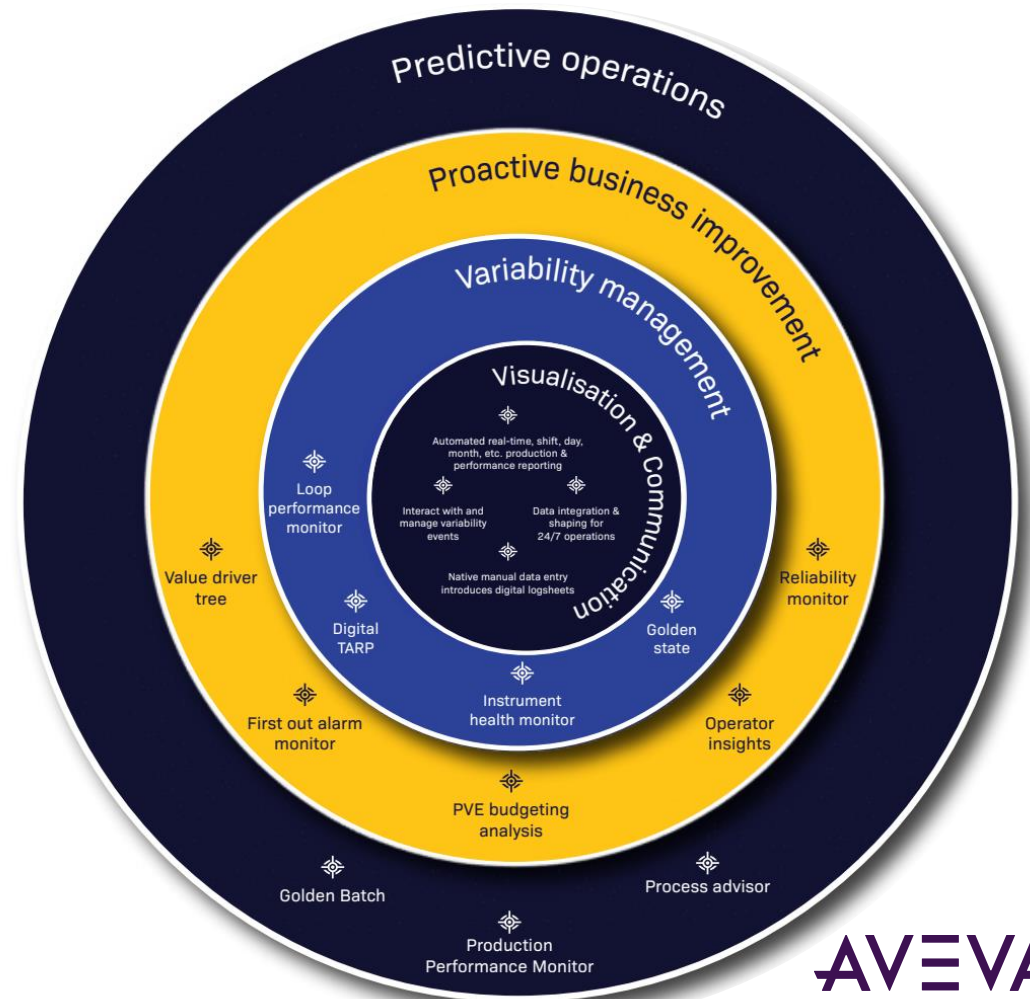 Predictive operations
Proactive business improvement
Variability management
Visualisation & Communication
Automated real-time, shift, day,
month, etc. production &
performance reporting
Interact with and
manage variability
events
Data integration &
shaping for
24/7 operations
Native manual data entry
introduces digital logsheets
Loop
performance
monitor
Digital
TARP
Instrument
health monitor
Golden
state
Value driver
tree
First out alarm
monitor
PVE budgeting
analysis
Operator
insights
Reliability
monitor
Golden Batch
Production
Performance Monitor
Process advisor
AVEVA